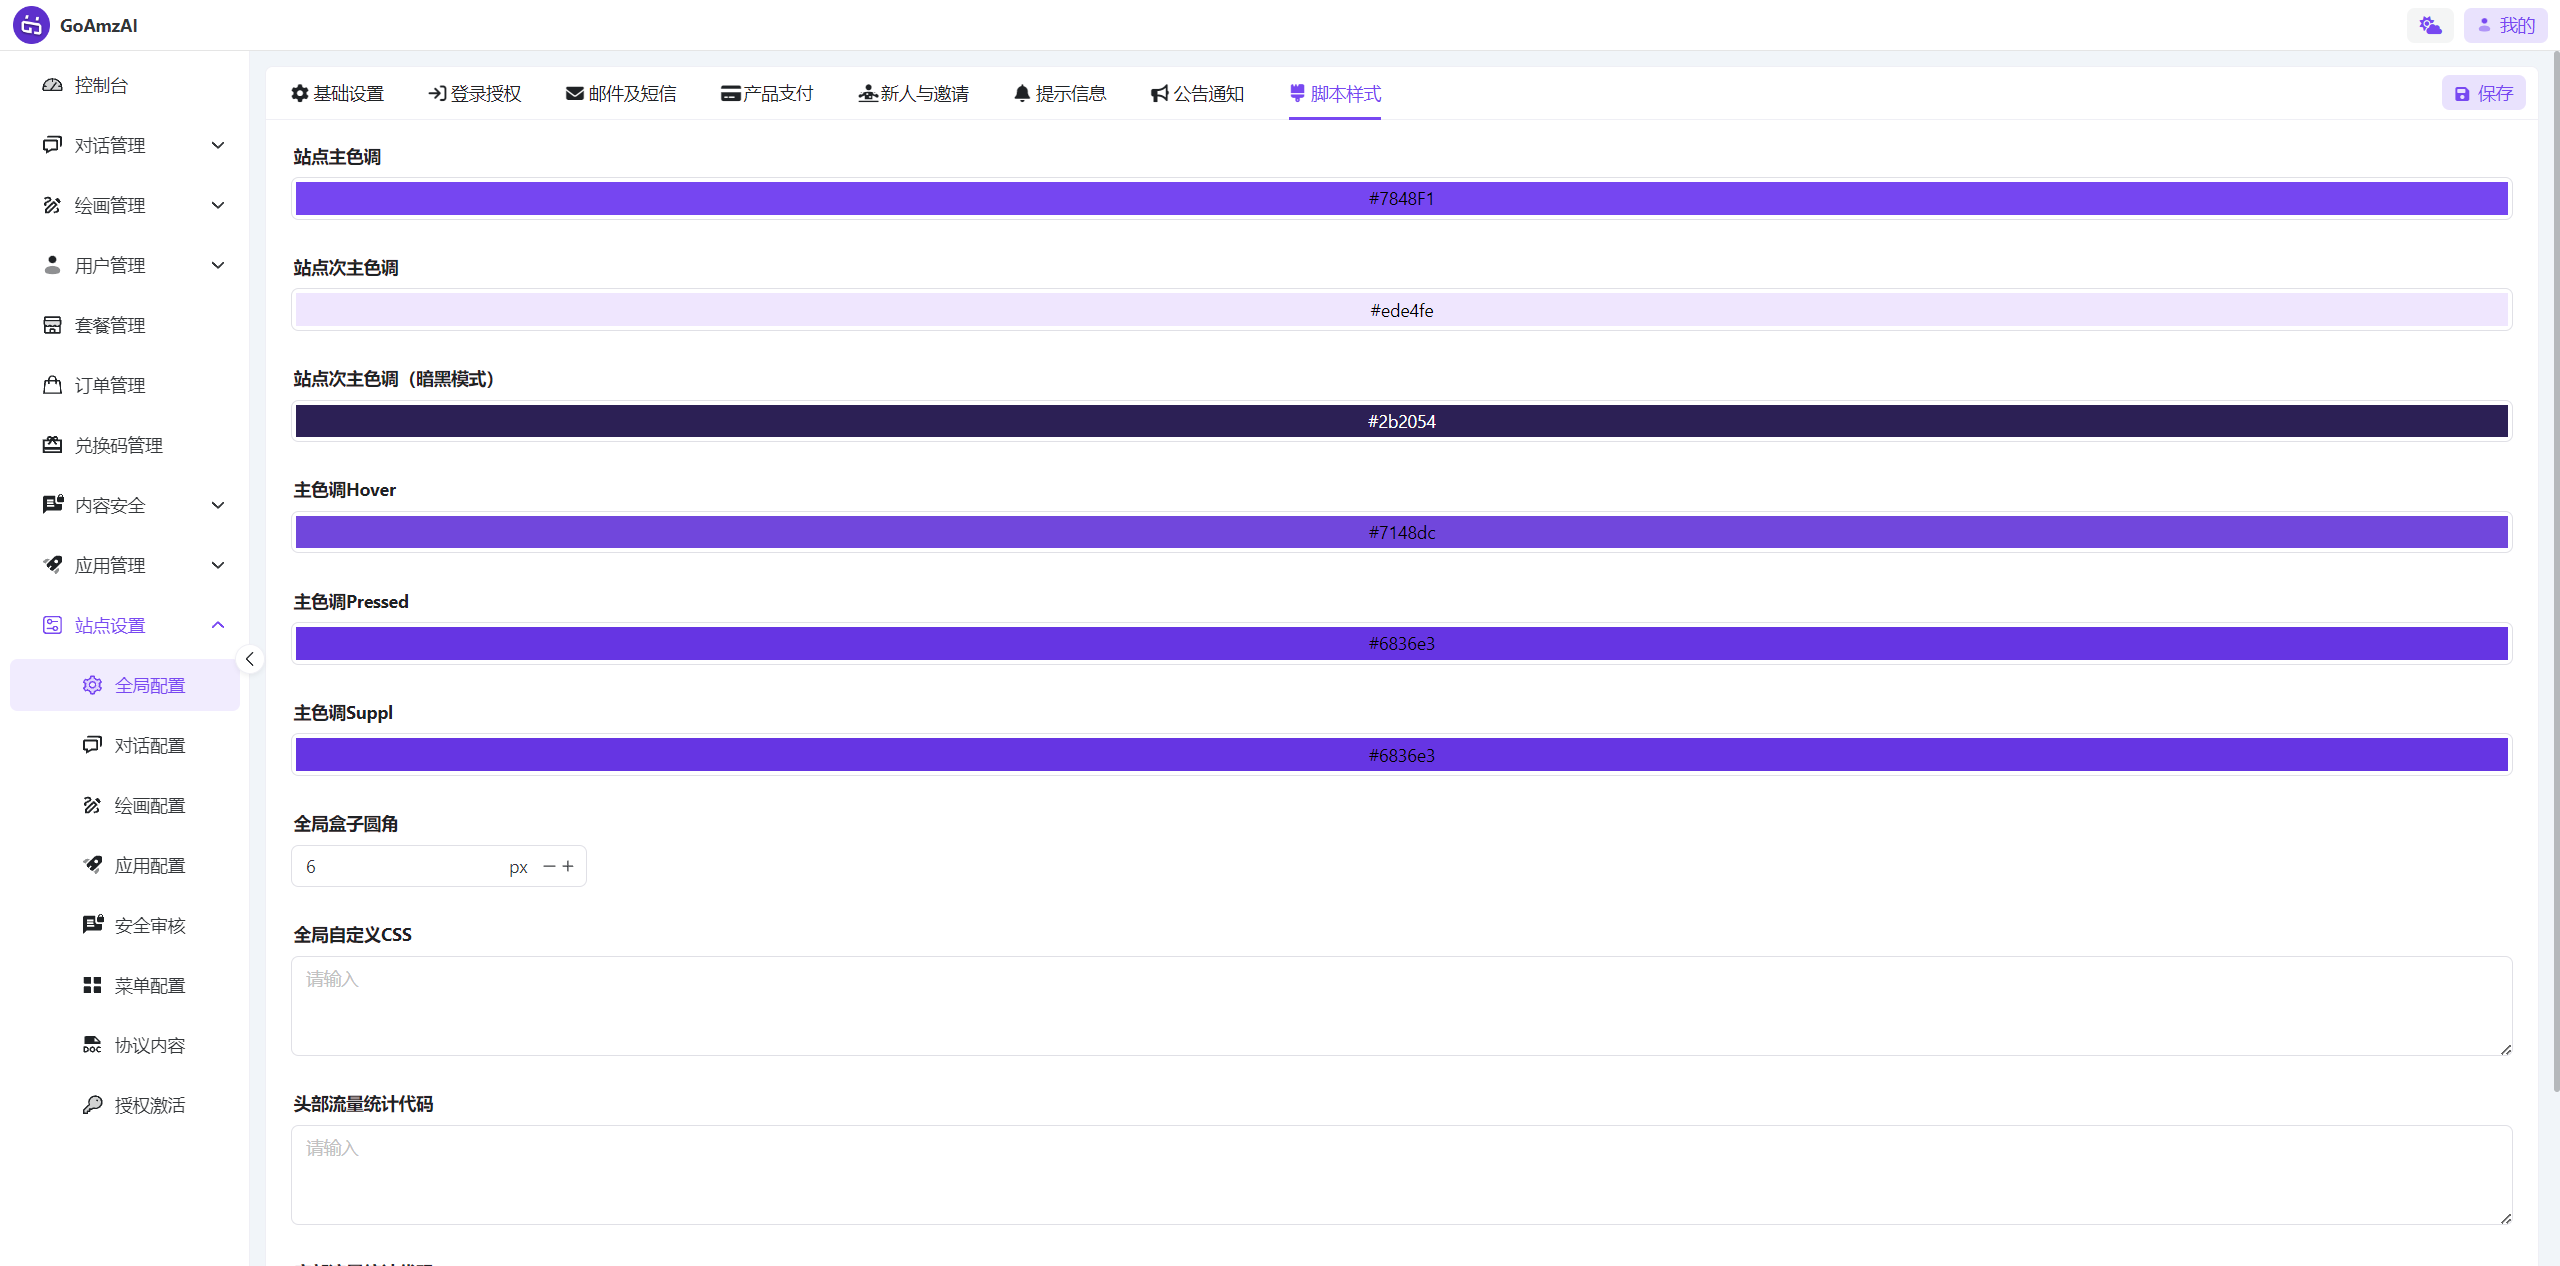 GoAmzAI
我的
控制台
对话管理
绘画管理
用户管理
套餐管理
订单管理
兑换码管理
内容安全
应用管理
站点设置
全局配置
对话配置
绘画配置
应用配置
安全审核
菜单配置
协议内容
授权激活
基础设置 登录授权 邮件及短信 产品支付 新人与邀请 提示信息 公告通知 脚本样式 保存
站点主色调
#7848F1
站点次主色调
#ede4fe
站点次主色调（暗黑模式）
#2b2054
主色调Hover
#7148dc
主色调Pressed
#6836e3
主色调Suppl
#6836e3
全局盒子圆角
6 px
全局自定义CSS
请输入
头部流量统计代码
请输入